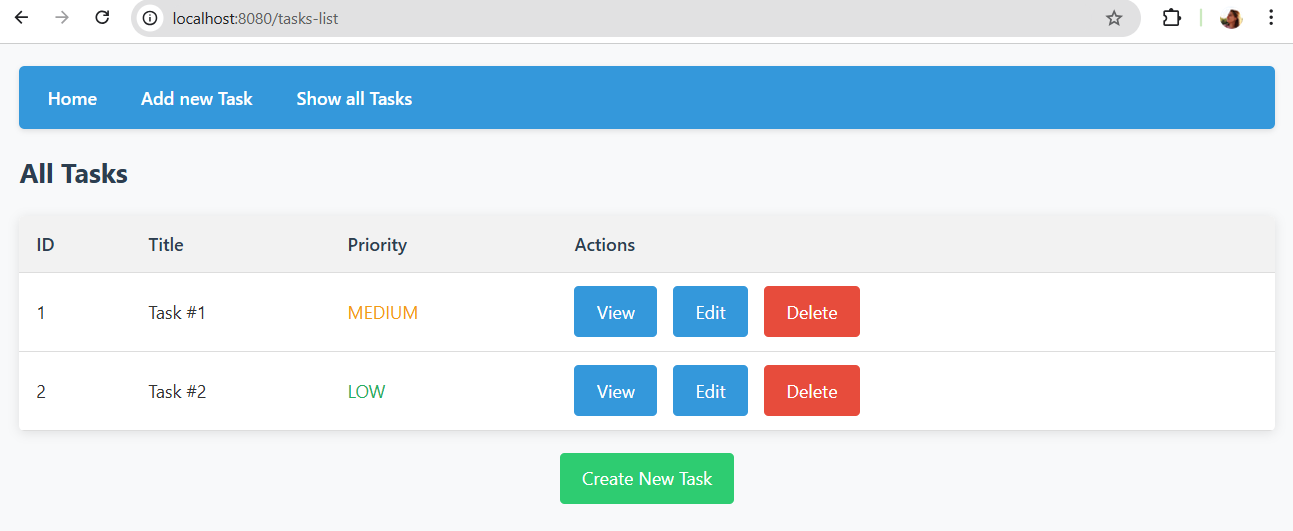 localhost:8080/tasks-list
Home Add new Task Show all Tasks
All Tasks
ID Title Priority Actions
1 Task #1 MEDIUM View Edit Delete
2 Task #2 LOW View Edit Delete
Create New Task